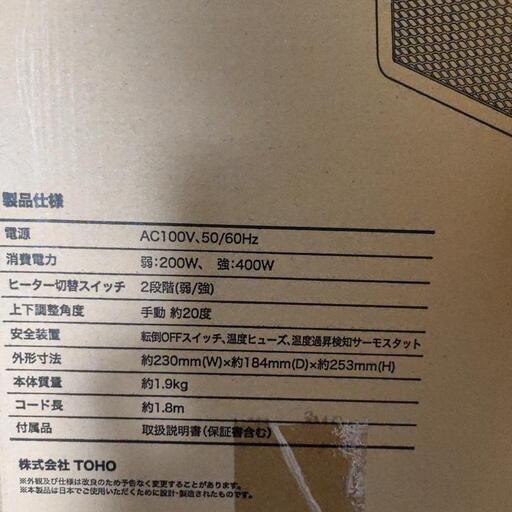 製品仕様
電源 AC100V、50/60Hz
消費電力 弱:200W、 強:400W
ヒーター切替スイッチ 2段階(弱/強)
上下調整角度 手動 約20度
安全装置 転倒OFFスイッチ、温度ヒューズ、温度過昇検知サーモスタット
外形寸法 約230mm(W)×約184mm(D)×約253mm(H)
本体質量 約1.9kg
コード長 約1.8m
付属品 取扱説明書(保証書含む)
株式会社 TOHO
※外観及び仕様は改良のため予告なく変更することがあります。
※本製品は日本でご使用いただくために設計・製造されたものです。